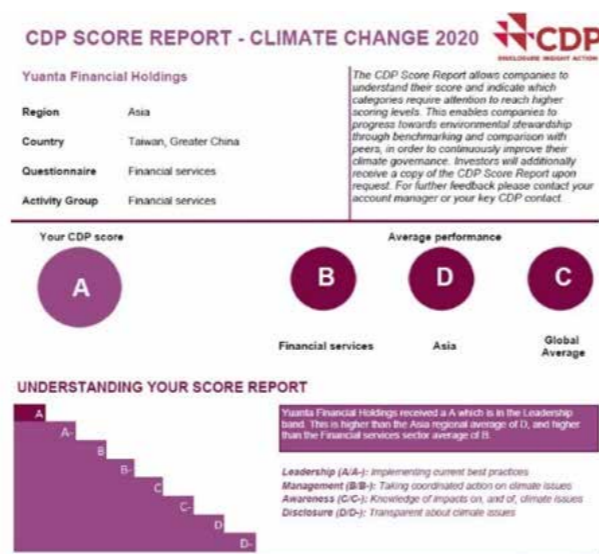 CDP SCORE REPORT - CLIMATE CHANGE 2020
CDP
DISCLOSURE INSIGHT ACTION
Yuanta Financial Holdings
Region Asia
Country Taiwan, Greater China
Questionnaire Financial services
Activity Group Financial services
The CDP Score Report allows companies to
understand their score and indicate which
categories require attention to reach higher
scoring levels. This enables companies to
progress towards environmental stewardship
through benchmarking and comparison with
peers, in order to continuously improve their
climate governance. Investors will additionally
receive a copy of the CDP Score Report upon
request. For further feedback please contact your
account manager or your key CDP contact.
Your CDP score
A
Average performance
B D C
Financial services Asia Global
Average
UNDERSTANDING YOUR SCORE REPORT
A
A-
B
B-
C
C-
D
D-
Yuanta Financial Holdings received a A which is in the Leadership
band. This is higher than the Asia regional average of D, and higher
than the Financial services sector average of B.
Leadership (A/A-): Implementing current best practices
Management (B/B-): Taking coordinated action on climate issues
Awareness (C/C-): Knowledge of impacts on, and of, climate issues
Disclosure (D/D-): Transparent about climate issues